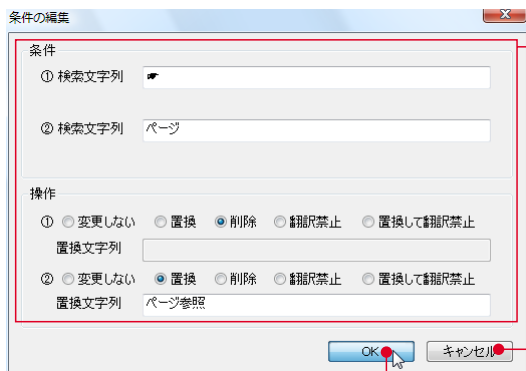 条件の編集
条件
① 検索文字列 ☛
② 検索文字列 ページ
操作
① 変更しない 置換 削除 翻訳禁止 置換して翻訳禁止
置換文字列
② 変更しない 置換 削除 翻訳禁止 置換して翻訳禁止
置換文字列 ページ参照
OK キャンセル